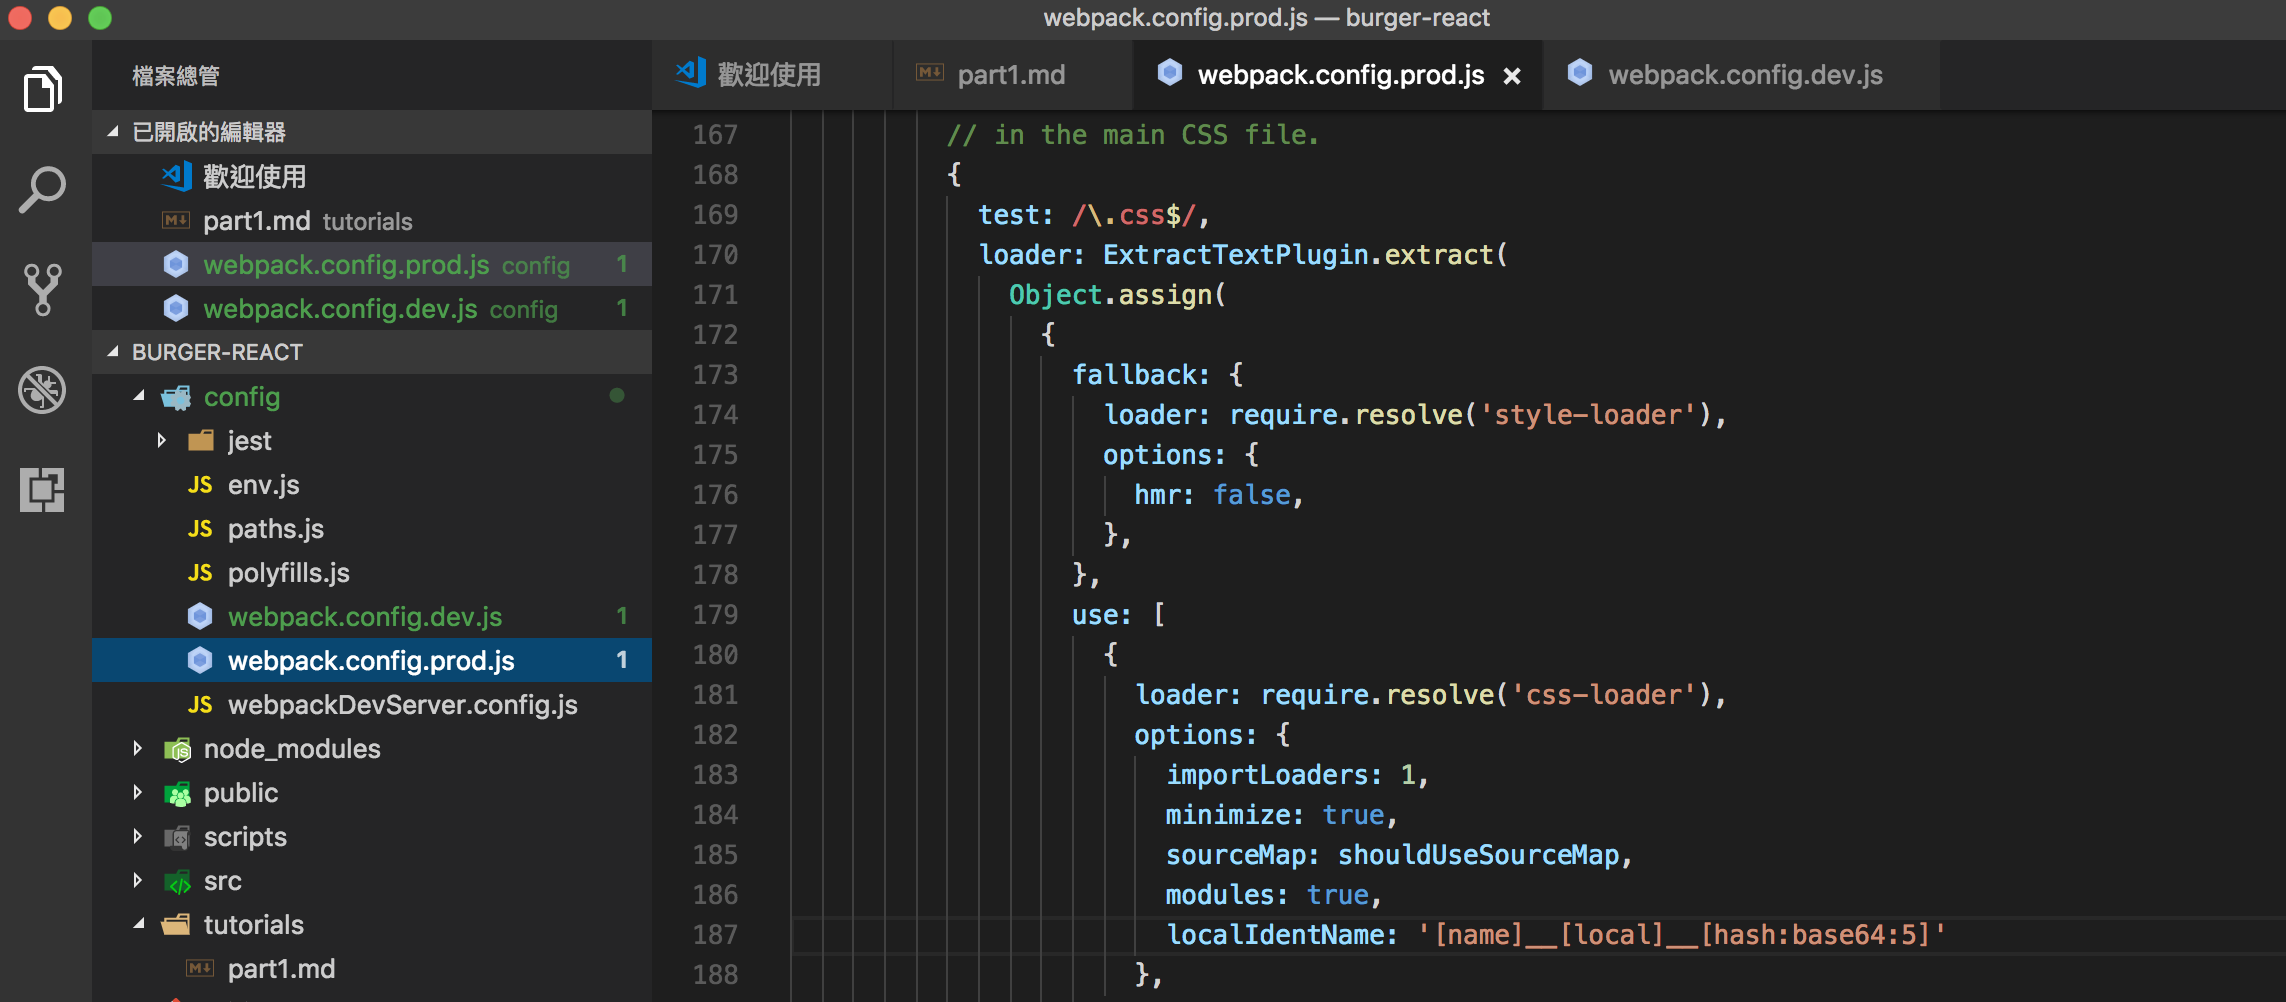 webpack.config.prod.js — burger-react
檔案總管
已開啟的編輯器
歡迎使用
part1.md tutorials
webpack.config.prod.js config 1
webpack.config.dev.js config 1
BURGER-REACT
config
jest
JS env.js
JS paths.js
JS polyfills.js
webpack.config.dev.js 1
webpack.config.prod.js 1
JS webpackDevServer.config.js
node_modules
public
scripts
src
tutorials
M↓ part1.md
歡迎使用 M↓ part1.md webpack.config.prod.js × webpack.config.dev.js
167 // in the main CSS file.
168 {
169 test: /\.css$/,
170 loader: ExtractTextPlugin.extract(
171 Object.assign(
172 {
173 fallback: {
174 loader: require.resolve('style-loader'),
175 options: {
176 hmr: false,
177 },
178 },
179 use: [
180 {
181 loader: require.resolve('css-loader'),
182 options: {
183 importLoaders: 1,
184 minimize: true,
185 sourceMap: shouldUseSourceMap,
186 modules: true,
187 localIdentName: '[name]__[local]__[hash:base64:5]'
188 },